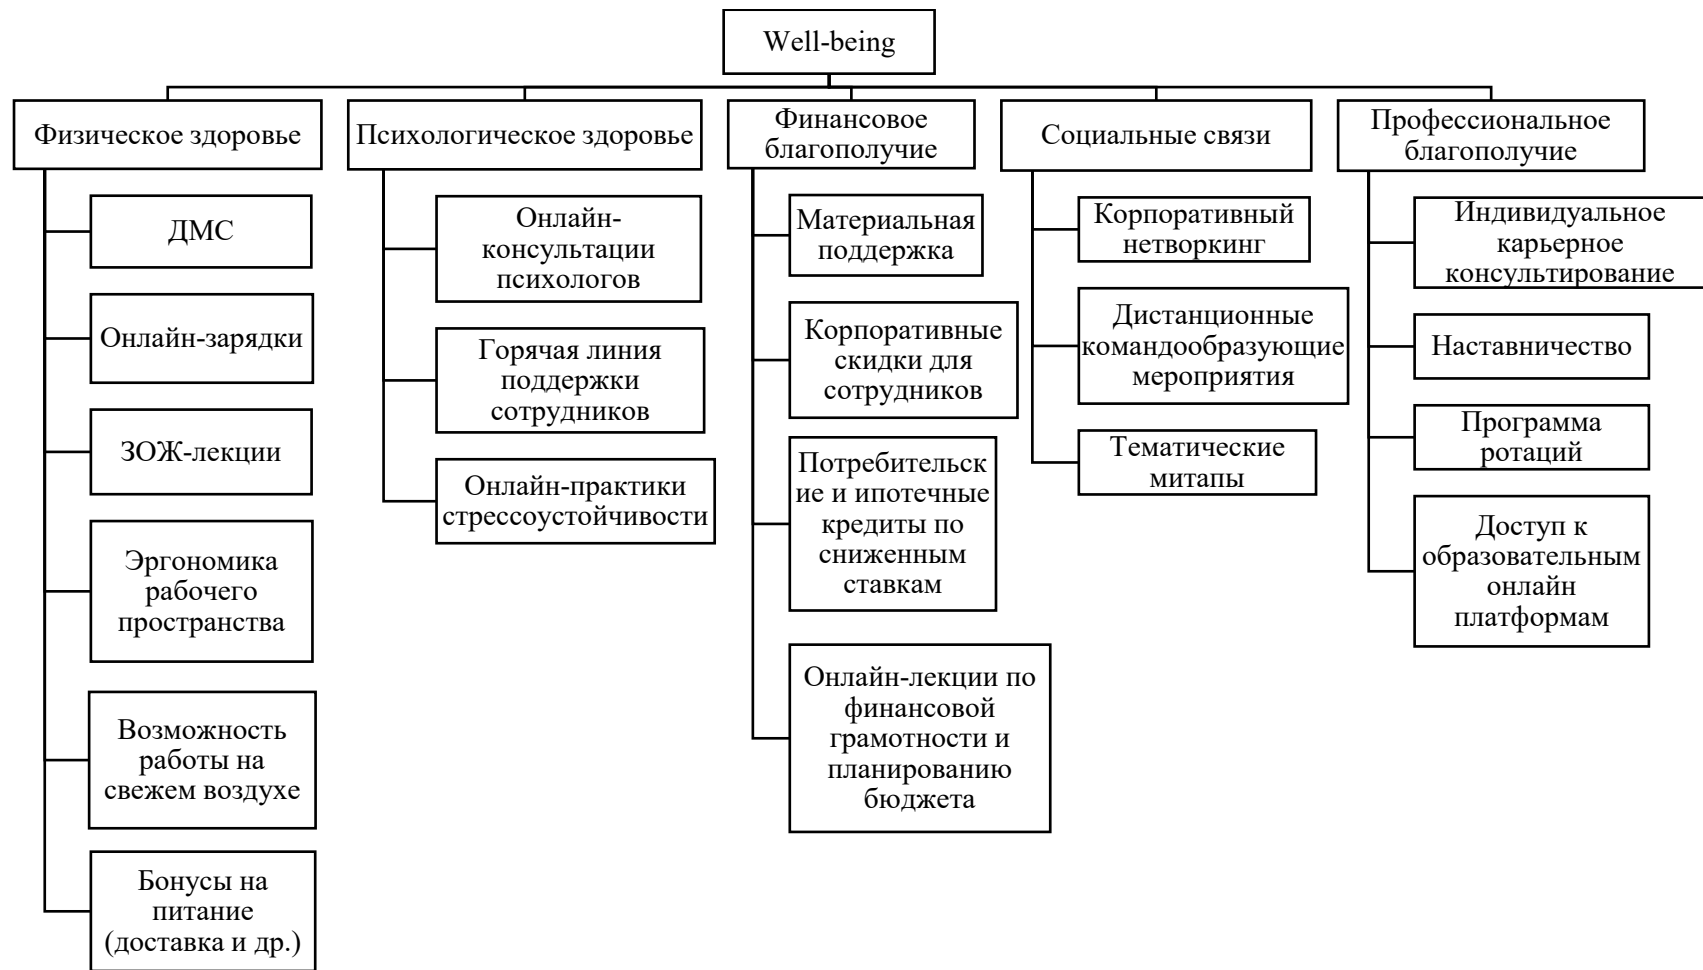 Well-being
Физическое здоровье
ДМС
Онлайн-зарядки
ЗОЖ-лекции
Эргономика
рабочего
пространства
Возможность
работы на
свежем воздухе
Бонусы на
питание
(доставка и др.)
Психологическое здоровье
Онлайн-
консультации
психологов
Горячая линия
поддержки
сотрудников
Онлайн-практики
стрессоустойчивости
Финансовое
благополучие
Материальная
поддержка
Корпоративные
скидки для
сотрудников
Потребительск
ие и ипотечные
кредиты по
сниженным
ставкам
Онлайн-лекции по
финансовой
грамотности и
планированию
бюджета
Социальные связи
Корпоративный
нетворкинг
Дистанционные
командообразующие
мероприятия
Тематические
митапы
Профессиональное
благополучие
Индивидуальное
карьерное
консультирование
Наставничество
Программа
ротаций
Доступ к
образовательным
онлайн
платформам